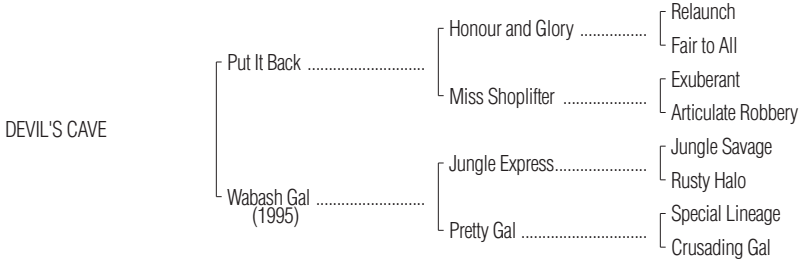 Relaunch
Honour and Glory ................
Fair to All
Put It Back ............................
Exuberant
Miss Shoplifter ....................
Articulate Robbery
DEVIL'S CAVE
Jungle Savage
Jungle Express......................
Rusty Halo
Wabash Gal ..........................
(1995)
Special Lineage
Pretty Gal ..............................
Crusading Gal